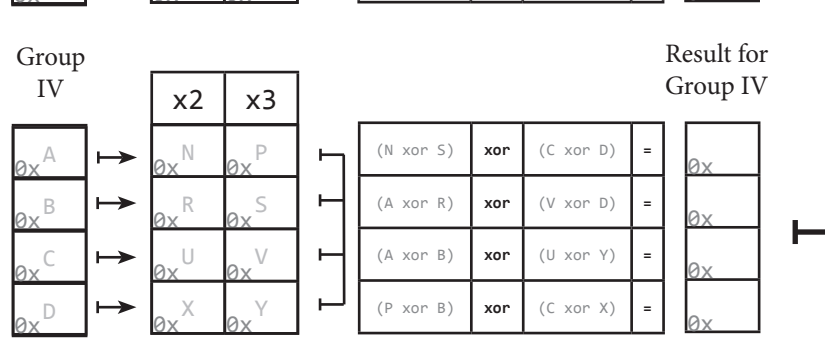 Group
IV
Result for
Group IV
x2 x3
0x A 0x N 0x P (N xor S) xor (C xor D) = 0x
0x B 0x R 0x S (A xor R) xor (V xor D) = 0x
0x C 0x U 0x V (A xor B) xor (U xor Y) = 0x
0x D 0x X 0x Y (P xor B) xor (C xor X) = 0x